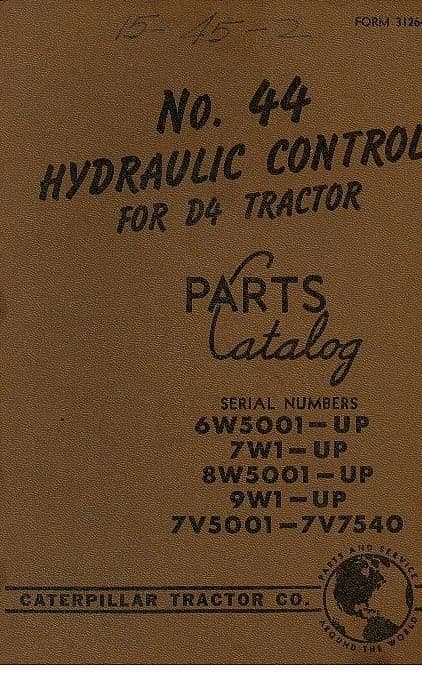 15-45-2
FORM 3126
No. 44
HYDRAULIC CONTROL
FOR D4 TRACTOR
PARTS
Catalog
SERIAL NUMBERS
6W5001-UP
7W1-UP
8W5001-UP
9W1-UP
7V5001-7V7540
PARTS AND SERVICE
AROUND THE WORLD
CATERPILLAR TRACTOR CO.